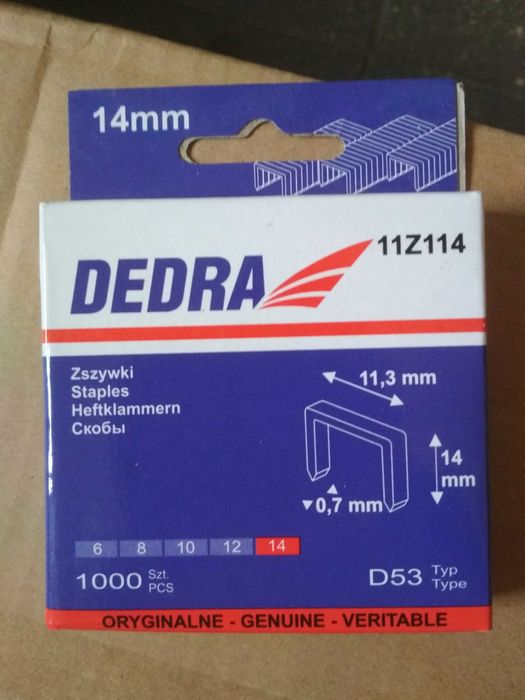 14mm
DEDRA
11Z114
Zszywki
Staples
Heftklammern
Скобы
11,3 mm
14
mm
0,7 mm
6 8 10 12 14
1000 Szt.
PCS
D53 Typ
Type
ORYGINALNE - GENUINE - VERITABLE